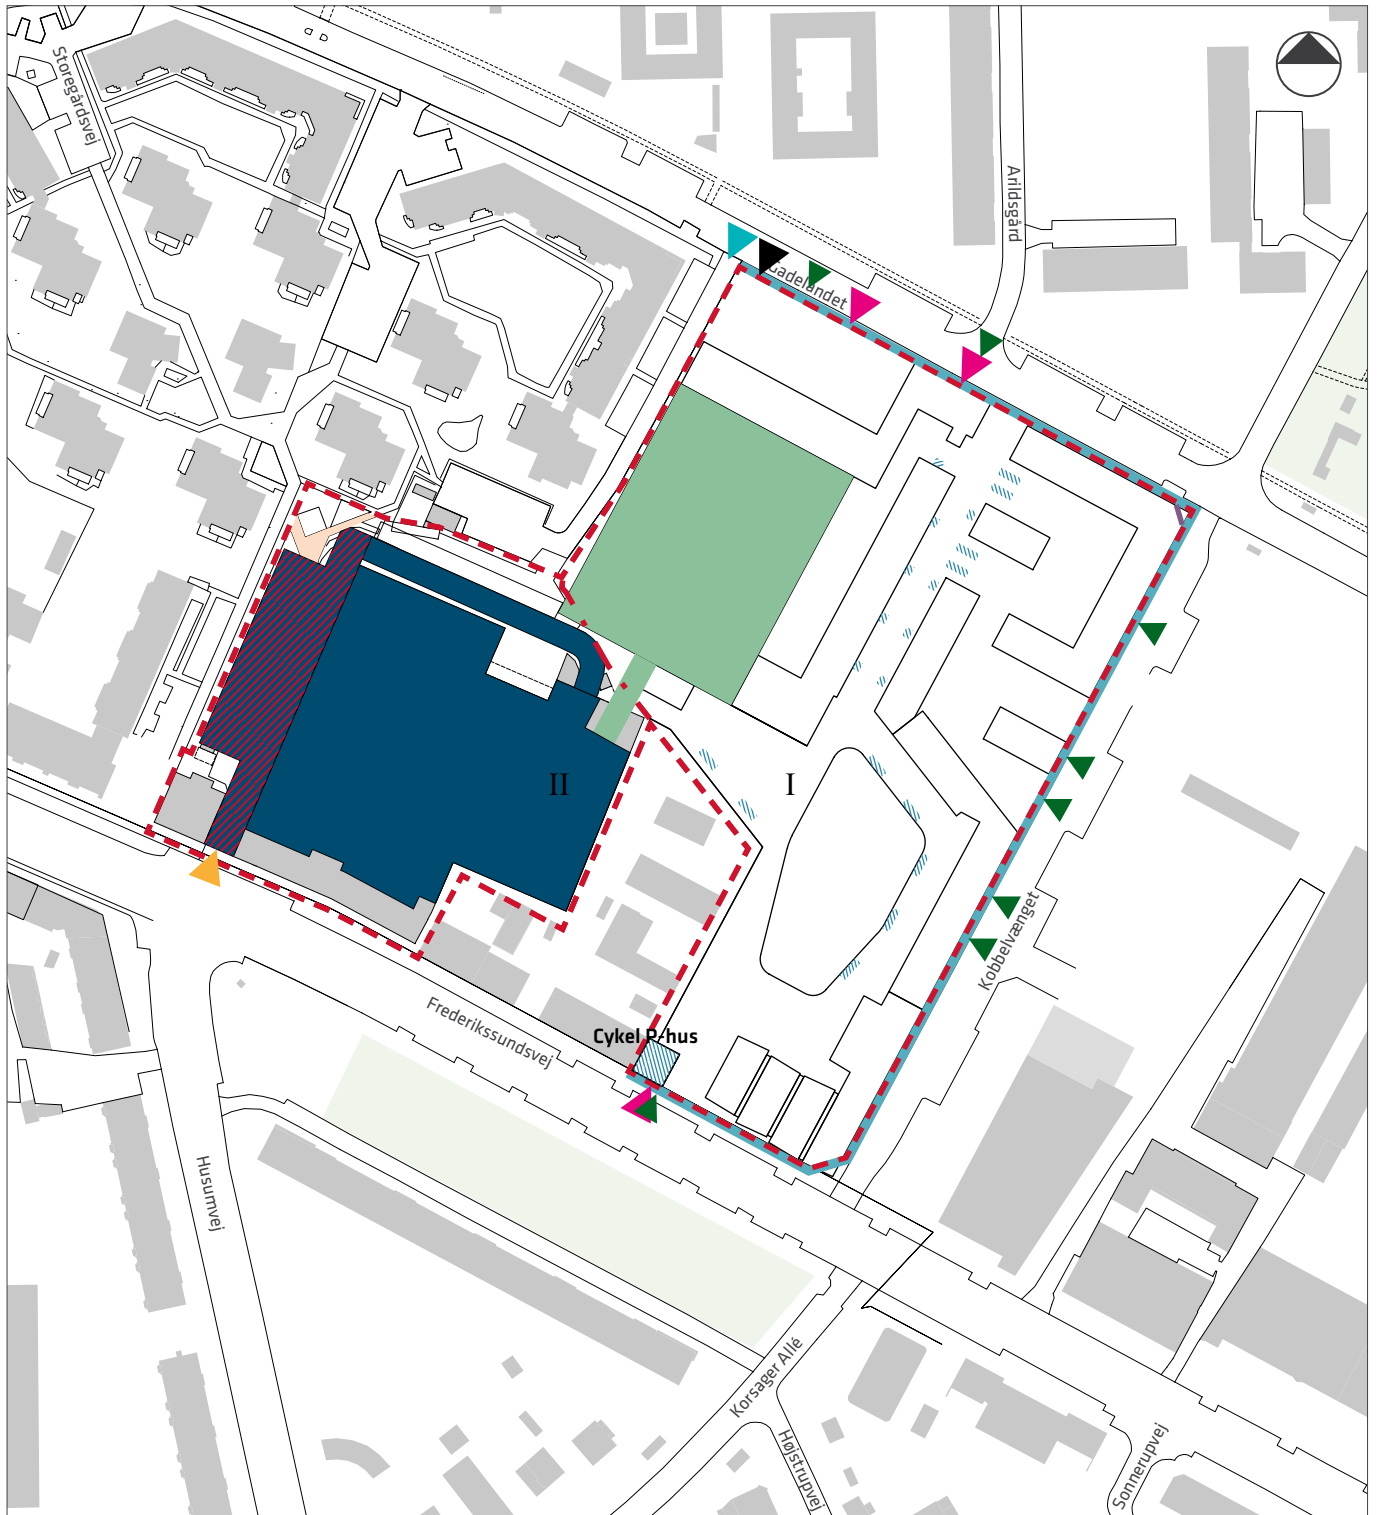 Storegårdsvej
Arildsgård
Gadelandet
II
I
Kobbelvænget
Cykel P-hus
Frederikssundsvej
Husumvej
Korsager Allé
Højstrupvej
Sonnerupvej